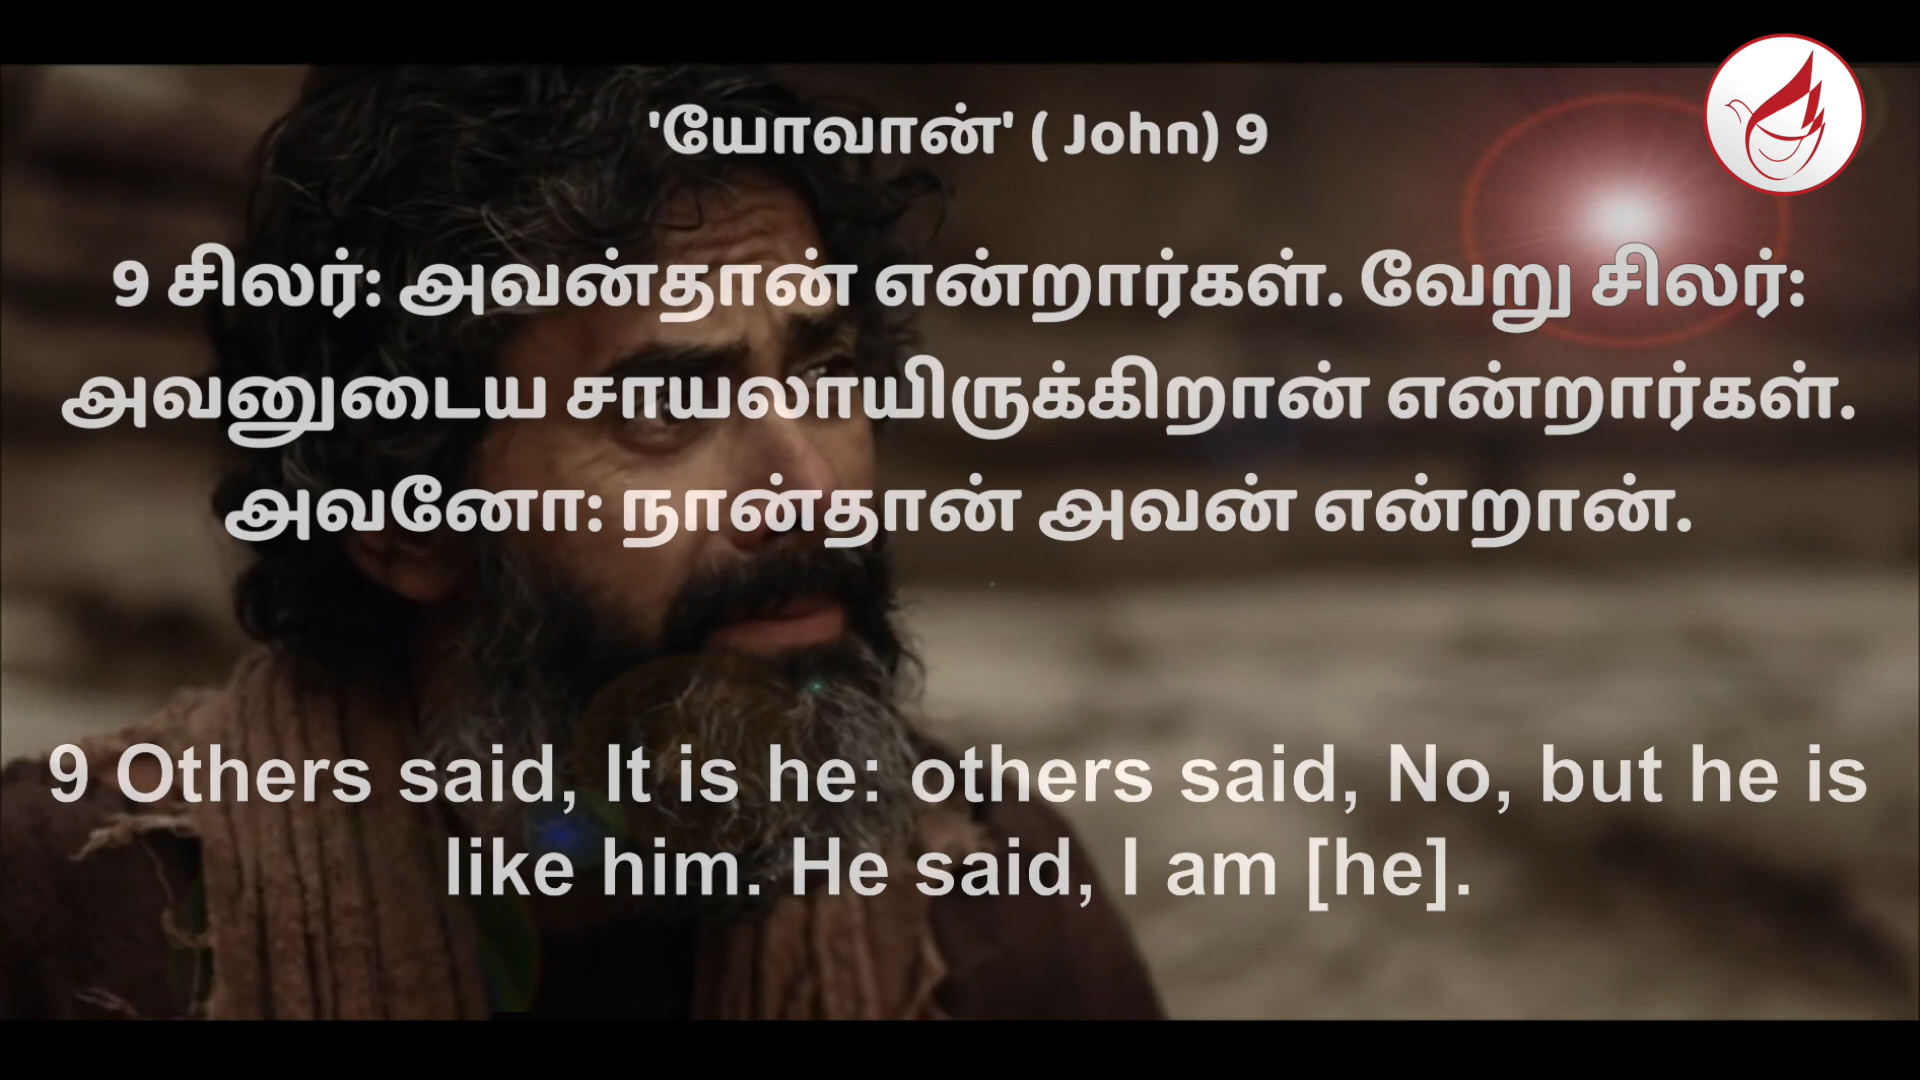 'யோவான்' ( John) 9
9 சிலர்: அவன்தான் என்றார்கள். வேறு சிலர்:
அவனுடைய சாயலாயிருக்கிறான் என்றார்கள்.
அவனோ: நான்தான் அவன் என்றான்.
9 Others said, It is he: others said, No, but he is
like him. He said, I am [he].